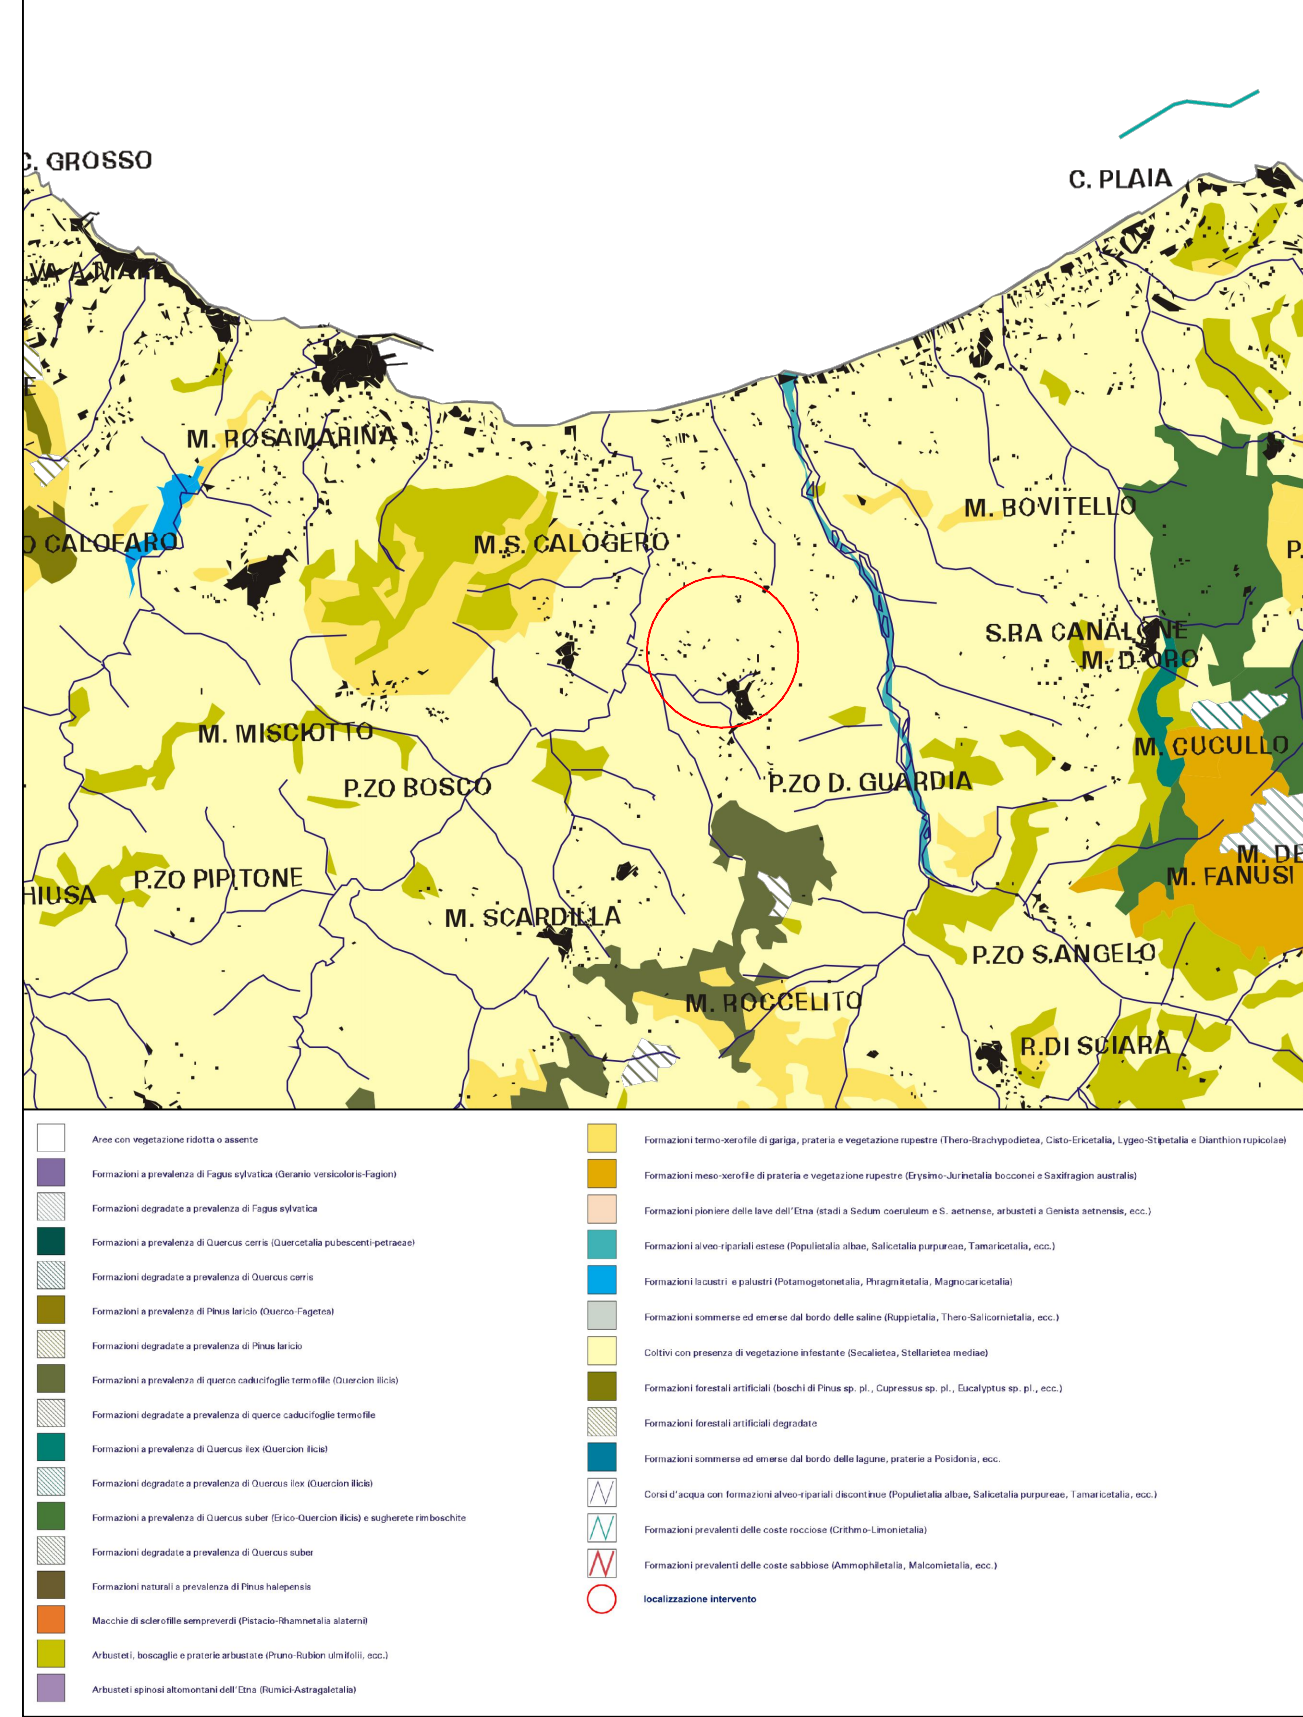 C. GROSSO
C. PLAIA
VA A MARE
E
M. ROSAMARINA
M. BOVITELLO
O CALOFARO
M.S. CALOGERO
P.
S.RA CANALONE
M. D'ORO
M. MISCIOTTO
M. CUCULLO
P.ZO BOSCO
P.ZO D. GUARDIA
M. DE
P.ZO PIPITONE
M. FANUSI
HIUSA
M. SCARDILLA
P.ZO S.ANGELO
M. ROCCELITO
R.DI SCIARA
Aree con vegetazione ridotta o assente
Formazioni a prevalenza di Fagus sylvatica (Geranio versicoloris-Fagion)
Formazioni degradate a prevalenza di Fagus sylvatica
Formazioni a prevalenza di Quercus cerris (Quercetalia pubescenti-petraeae)
Formazioni degradate a prevalenza di Quercus cerris
Formazioni a prevalenza di Pinus laricio (Querco-Fagetea)
Formazioni degradate a prevalenza di Pinus laricio
Formazioni a prevalenza di querce caducifoglie termofile (Quercion ilicis)
Formazioni degradate a prevalenza di querce caducifoglie termofile
Formazioni a prevalenza di Quercus ilex (Quercion ilicis)
Formazioni degradate a prevalenza di Quercus ilex (Quercion ilicis)
Formazioni a prevalenza di Quercus suber (Erico-Quercion ilicis) e sugherete rimboschite
Formazioni degradate a prevalenza di Quercus suber
Formazioni naturali a prevalenza di Pinus halepensis
Macchie di sclerofille sempreverdi (Pistacio-Rhamnetalia alaterni)
Arbusteti, boscaglie e praterie arbustate (Pruno-Rubion ulmifolii, ecc.)
Arbusteti spinosi altomontani dell'Etna (Rumici-Astragaletalia)
Formazioni termo-xerofile di gariga, prateria e vegetazione rupestre (Thero-Brachypodietea, Cisto-Ericetalia, Lygeo-Stipetalia e Dianthion rupicolae)
Formazioni meso-xerofile di prateria e vegetazione rupestre (Erysimo-Jurinetalia bocconei e Saxifragion australis)
Formazioni pioniere delle lave dell'Etna (stadi a Sedum coeruleum e S. aetnense, arbusteti a Genista aetnensis, ecc.)
Formazioni alveo-ripariali estese (Populietalia albae, Salicetalia purpureae, Tamaricetalia, ecc.)
Formazioni lacustri e palustri (Potamogetonetalia, Phragmitetalia, Magnocaricetalia)
Formazioni sommerse ed emerse dal bordo delle saline (Ruppietalia, Thero-Salicornietalia, ecc.)
Coltivi con presenza di vegetazione infestante (Secalietea, Stellarietea mediae)
Formazioni forestali artificiali (boschi di Pinus sp. pl., Cupressus sp. pl., Eucalyptus sp. pl., ecc.)
Formazioni forestali artificiali degradate
Formazioni sommerse ed emerse dal bordo delle lagune, praterie a Posidonia, ecc.
Corsi d'acqua con formazioni alveo-ripariali discontinue (Populietalia albae, Salicetalia purpureae, Tamaricetalia, ecc.)
Formazioni prevalenti delle coste rocciose (Crithmo-Limonietalia)
Formazioni prevalenti delle coste sabbiose (Ammophiletalia, Malcomietalia, ecc.)
localizzazione intervento